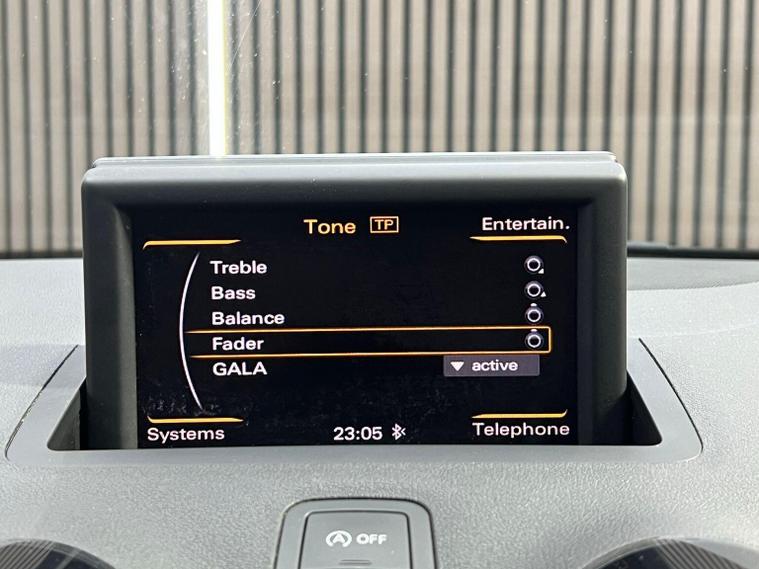 Tone TP Entertain.
Treble
Bass
Balance
Fader
GALA active
Systems 23:05 Telephone
A OFF